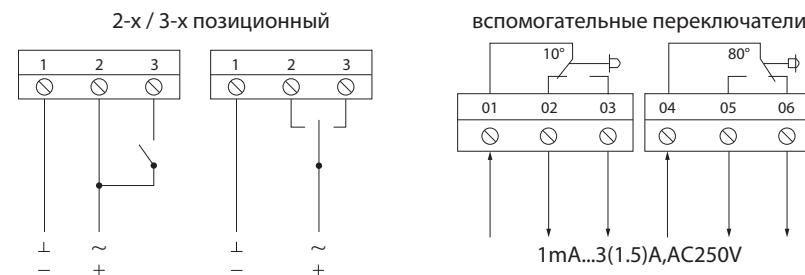 2-х / 3-х позиционный
вспомогательные переключатели
1 2 3
1 2 3
10°
80°
01 02 03
04 05 06
⊥ ~
− +
⊥ ~
− +
1mA...3(1.5)A,AC250V